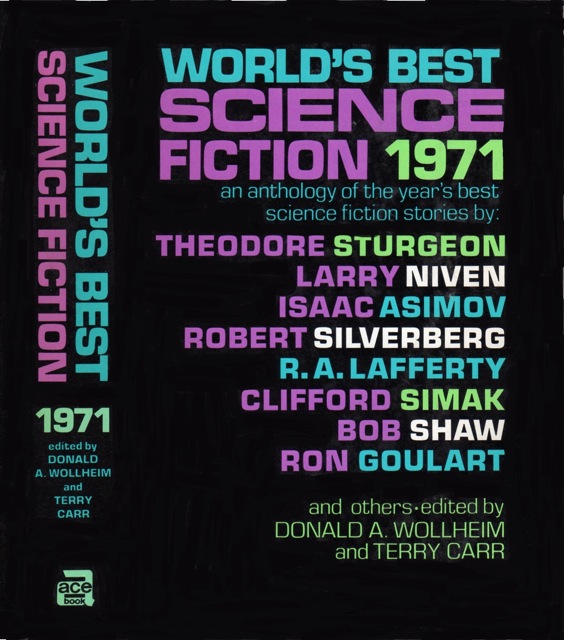 WORLD'S BEST
SCIENCE FICTION
1971
edited by
DONALD
A. WOLLHEIM
and
TERRY
CARR
ace
book
WORLD'S BEST
SCIENCE
FICTION 1971
an anthology of the year's best
science fiction stories by:
THEODORE STURGEON
LARRY NIVEN
ISAAC ASIMOV
ROBERT SILVERBERG
R. A. LAFFERTY
CLIFFORD SIMAK
BOB SHAW
RON GOULART
and others•edited by
DONALD A. WOLLHEIM
and TERRY CARR